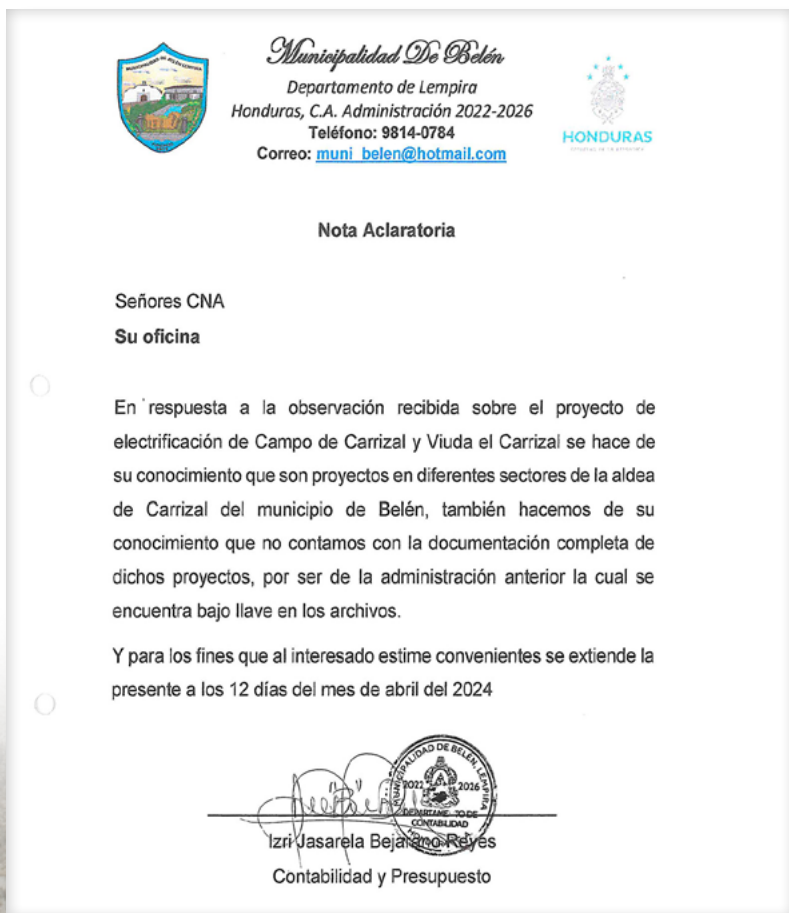 Municipalidad De Belén
Departamento de Lempira
Honduras, C.A. Administración 2022-2026
Teléfono: 9814-0784
Correo: muni_belen@hotmail.com
HONDURAS
Nota Aclaratoria
Señores CNA
Su oficina
En respuesta a la observación recibida sobre el proyecto de
electrificación de Campo de Carrizal y Viuda el Carrizal se hace de
su conocimiento que son proyectos en diferentes sectores de la aldea
de Carrizal del municipio de Belén, también hacemos de su
conocimiento que no contamos con la documentación completa de
dichos proyectos, por ser de la administración anterior la cual se
encuentra bajo llave en los archivos.
Y para los fines que al interesado estime convenientes se extiende la
presente a los 12 días del mes de abril del 2024
MUNICIPALIDAD DE BELÉN, LEMPIRA
2022 2026
CONTABILIDAD
Izri Jasarela Bejarano Reyes
Contabilidad y Presupuesto